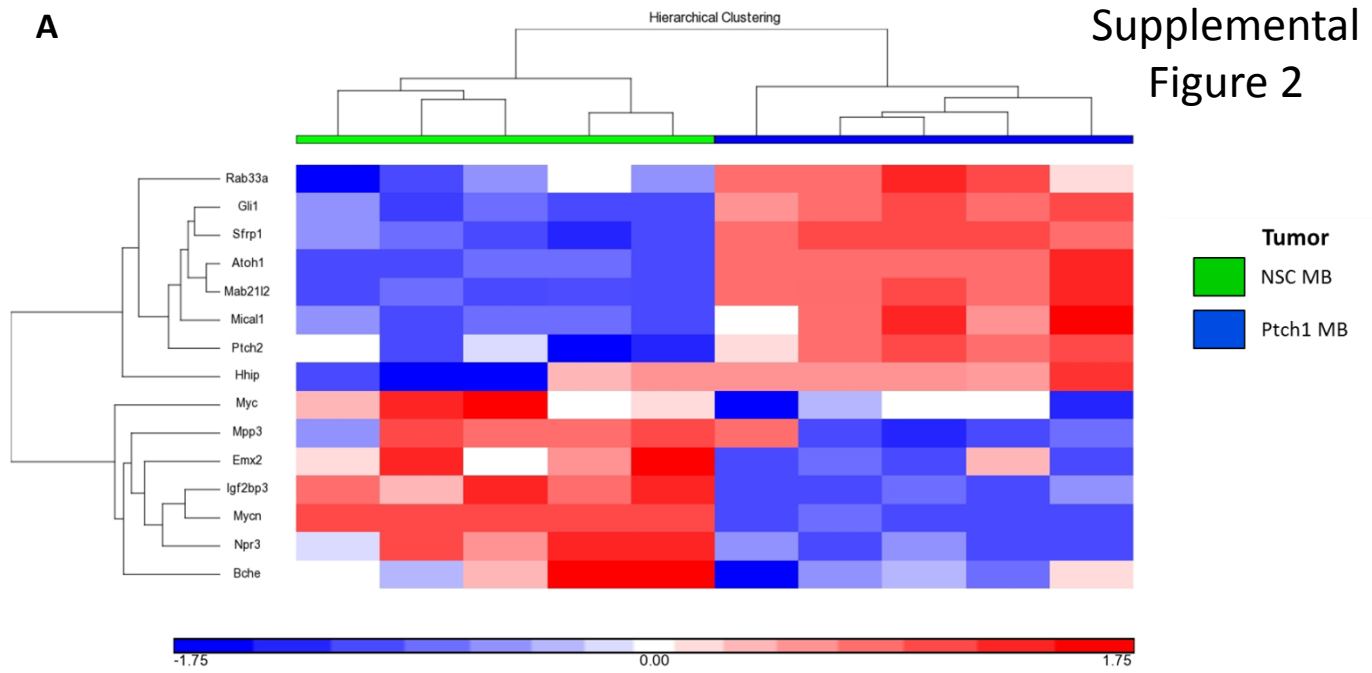 A
Hierarchical Clustering
Supplemental
Figure 2
Rab33a
Gli1
Sfrp1
Atoh1
Mab21l2
Mical1
Ptch2
Hhip
Myc
Mpp3
Emx2
Igf2bp3
Mycn
Npr3
Bche
Tumor
NSC MB
Ptch1 MB
-1.75 0.00 1.75